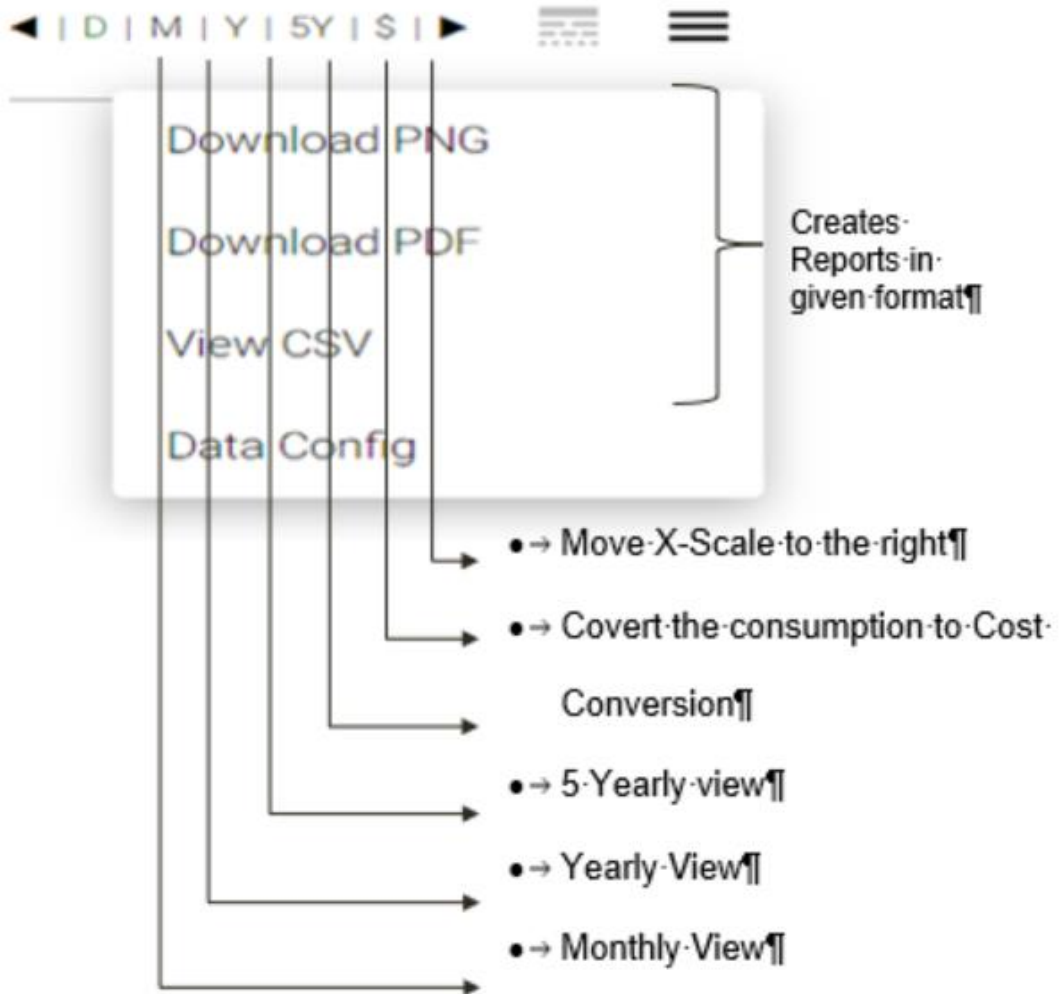 ◄ | D | M | Y | 5Y | $ | ►
Download PNG
Download PDF
View CSV
Data Config
Creates·
Reports·in·
given·format¶
●→ Move·X-Scale·to·the·right¶
●→ Covert·the·consumption·to·Cost·
Conversion¶
●→ 5·Yearly·view¶
●→ Yearly·View¶
●→ Monthly·View¶